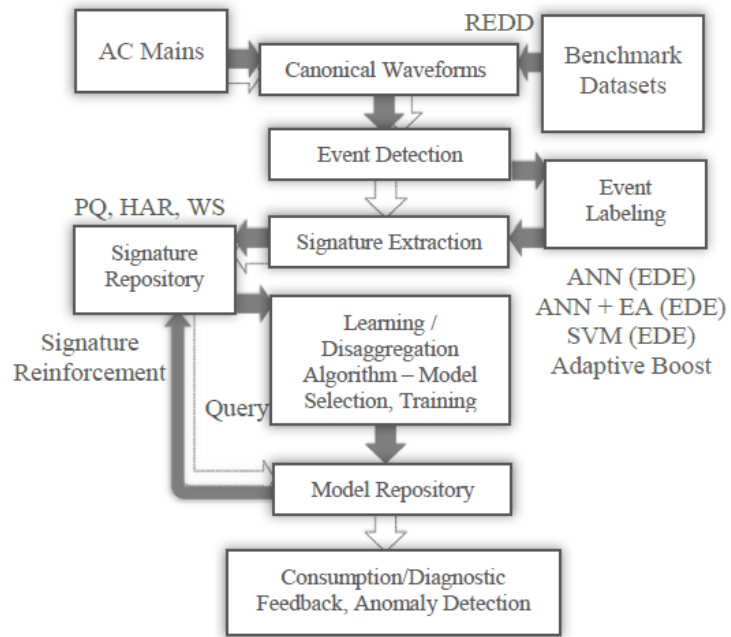 REDD
AC Mains
Canonical Waveforms
Benchmark
Datasets
Event Detection
Event
Labeling
PQ, HAR, WS
Signature Extraction
Signature
Repository
ANN (EDE)
ANN + EA (EDE)
SVM (EDE)
Adaptive Boost
Learning /
Disaggregation
Algorithm – Model
Selection, Training
Signature
Reinforcement
Query
Model Repository
Consumption/Diagnostic
Feedback, Anomaly Detection